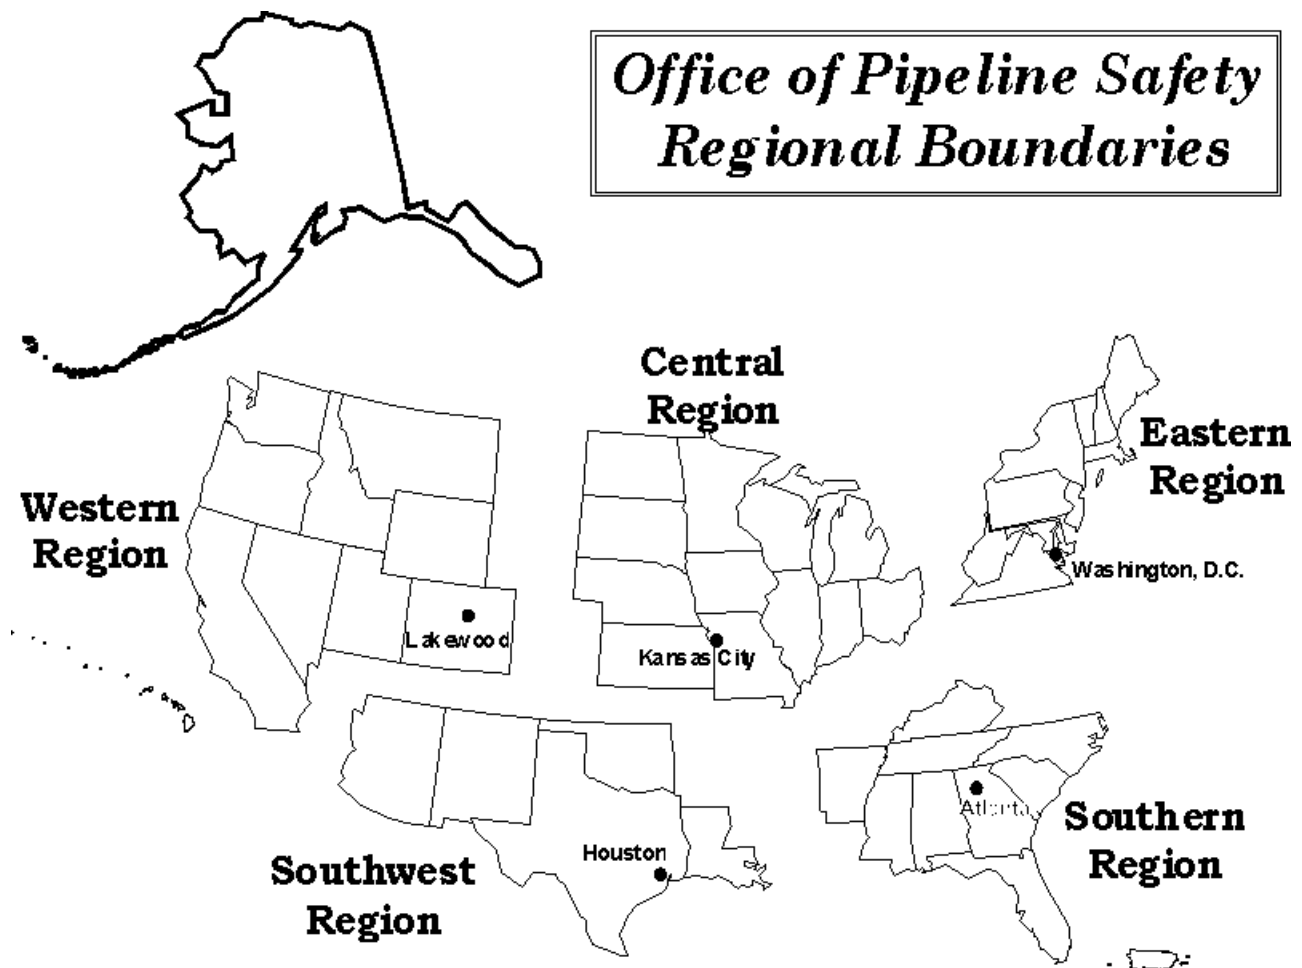 Office of Pipeline Safety
Regional Boundaries
Central
Region
Eastern
Region
Western
Region
Washington, D.C.
Lakewood
Kansas City
Atlanta
Southern
Region
Houston
Southwest
Region